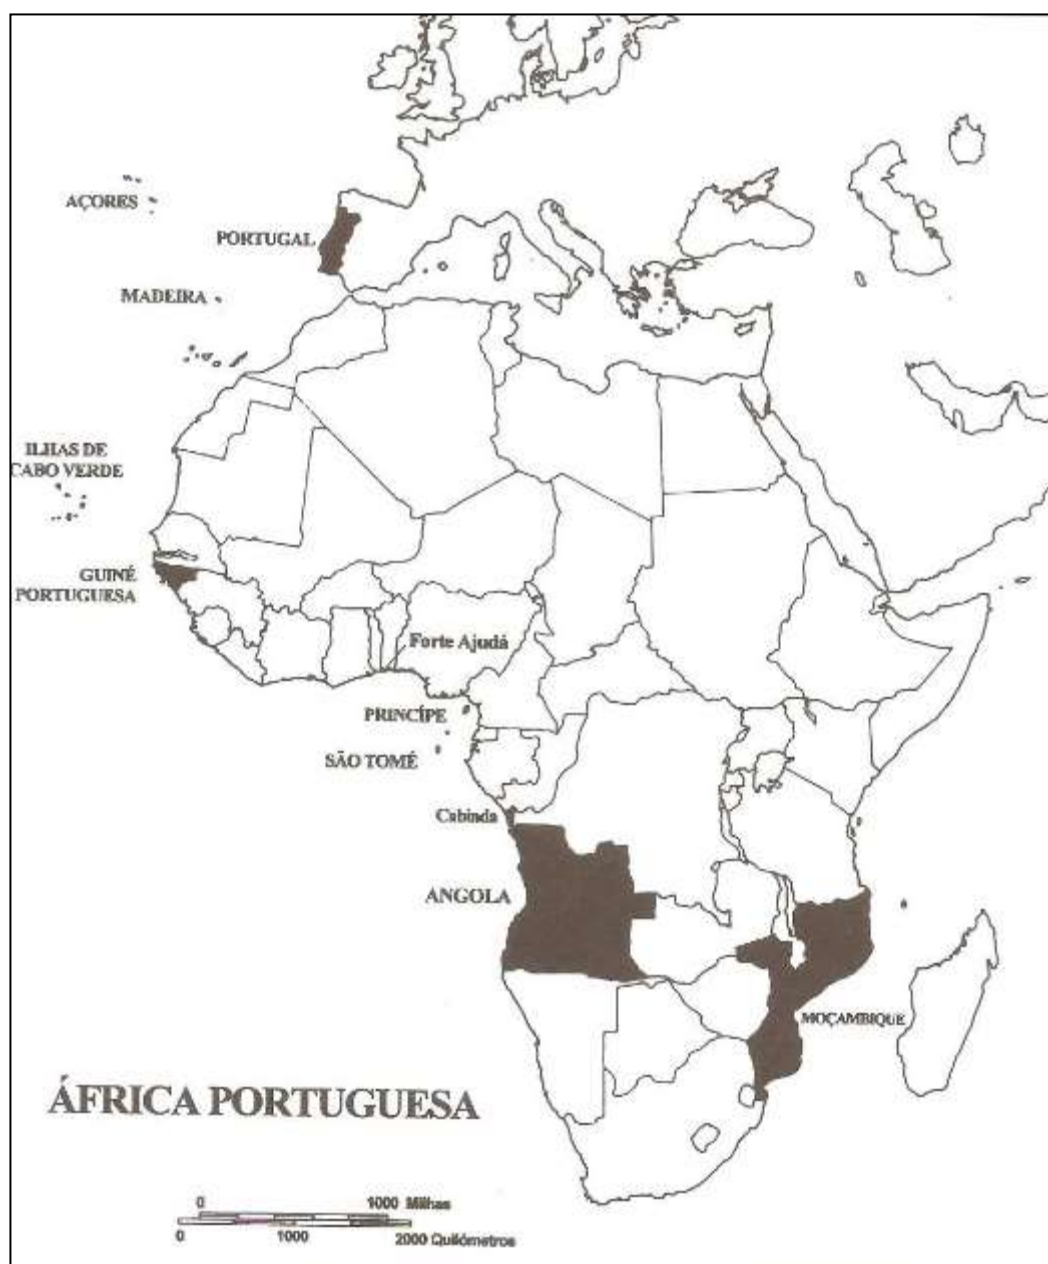 AÇORES
PORTUGAL
MADEIRA
ILHAS DE
CABO VERDE
GUINÉ
PORTUGUESA
Forte Ajudá
PRINCÍPE
SÃO TOMÉ
Cabinda
ANGOLA
MOÇAMBIQUE
ÁFRICA PORTUGUESA
0 1000 Milhas
0 1000 2000 Quilómetros